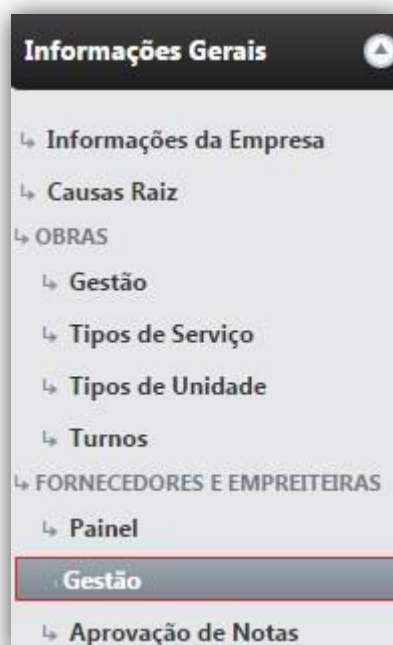 Informações Gerais
Informações da Empresa
Causas Raiz
OBRAS
Gestão
Tipos de Serviço
Tipos de Unidade
Turnos
FORNECEDORES E EMPREITEIRAS
Painel
Gestão
Aprovação de Notas